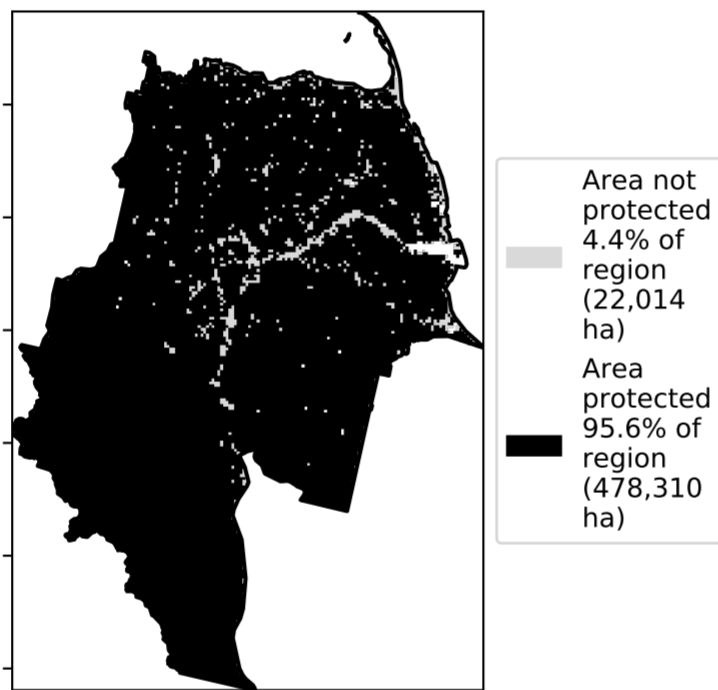 Area not
protected
4.4% of
region
(22,014
ha)
Area
protected
95.6% of
region
(478,310
ha)